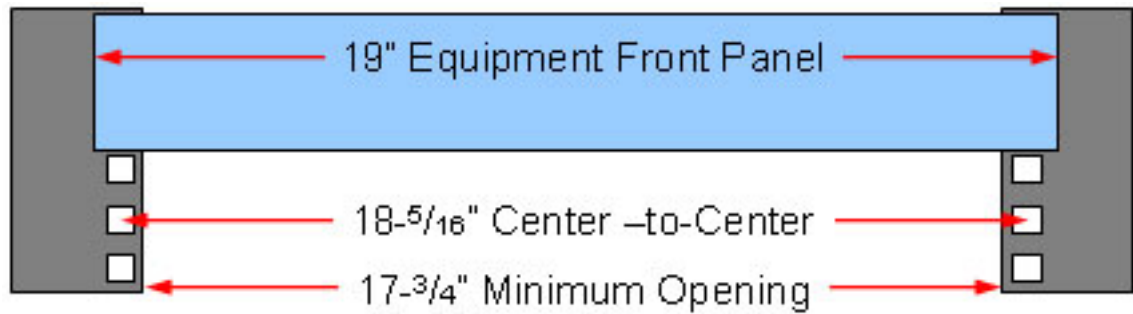 19" Equipment Front Panel
18-5/16" Center –to-Center
17-3/4" Minimum Opening